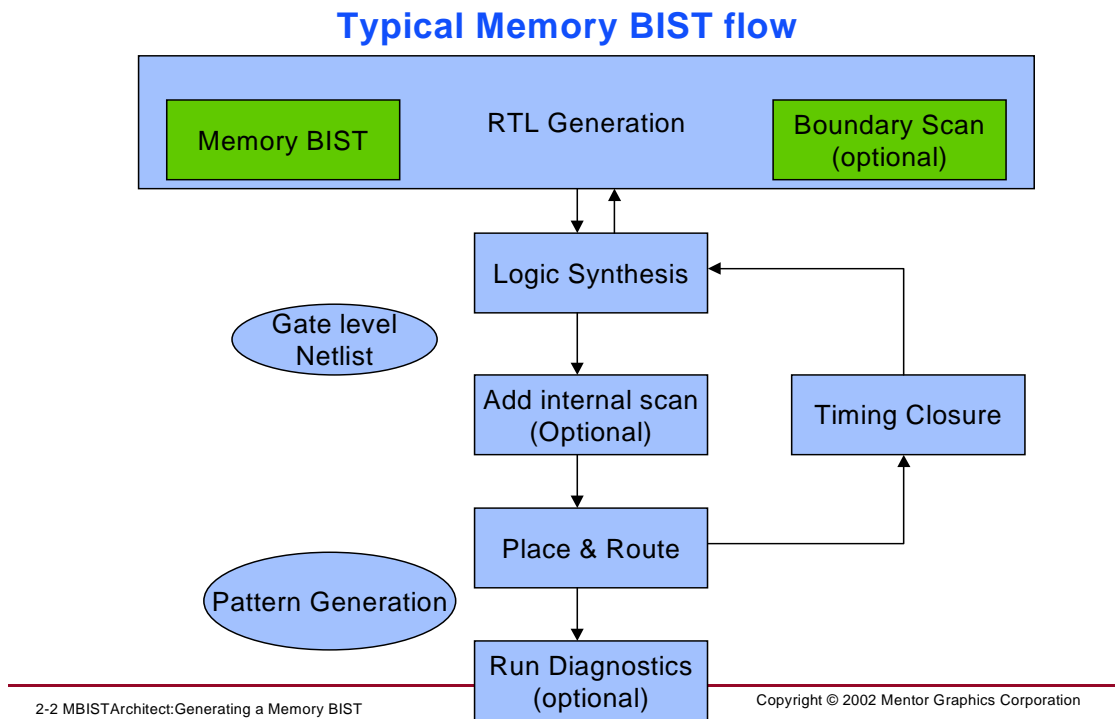 Typical Memory BIST flow
Memory BIST
RTL Generation
Boundary Scan
(optional)
Logic Synthesis
Gate level
Netlist
Add internal scan
(Optional)
Timing Closure
Place & Route
Pattern Generation
Run Diagnostics
(optional)
2-2 MBISTArchitect:Generating a Memory BIST
Copyright © 2002 Mentor Graphics Corporation